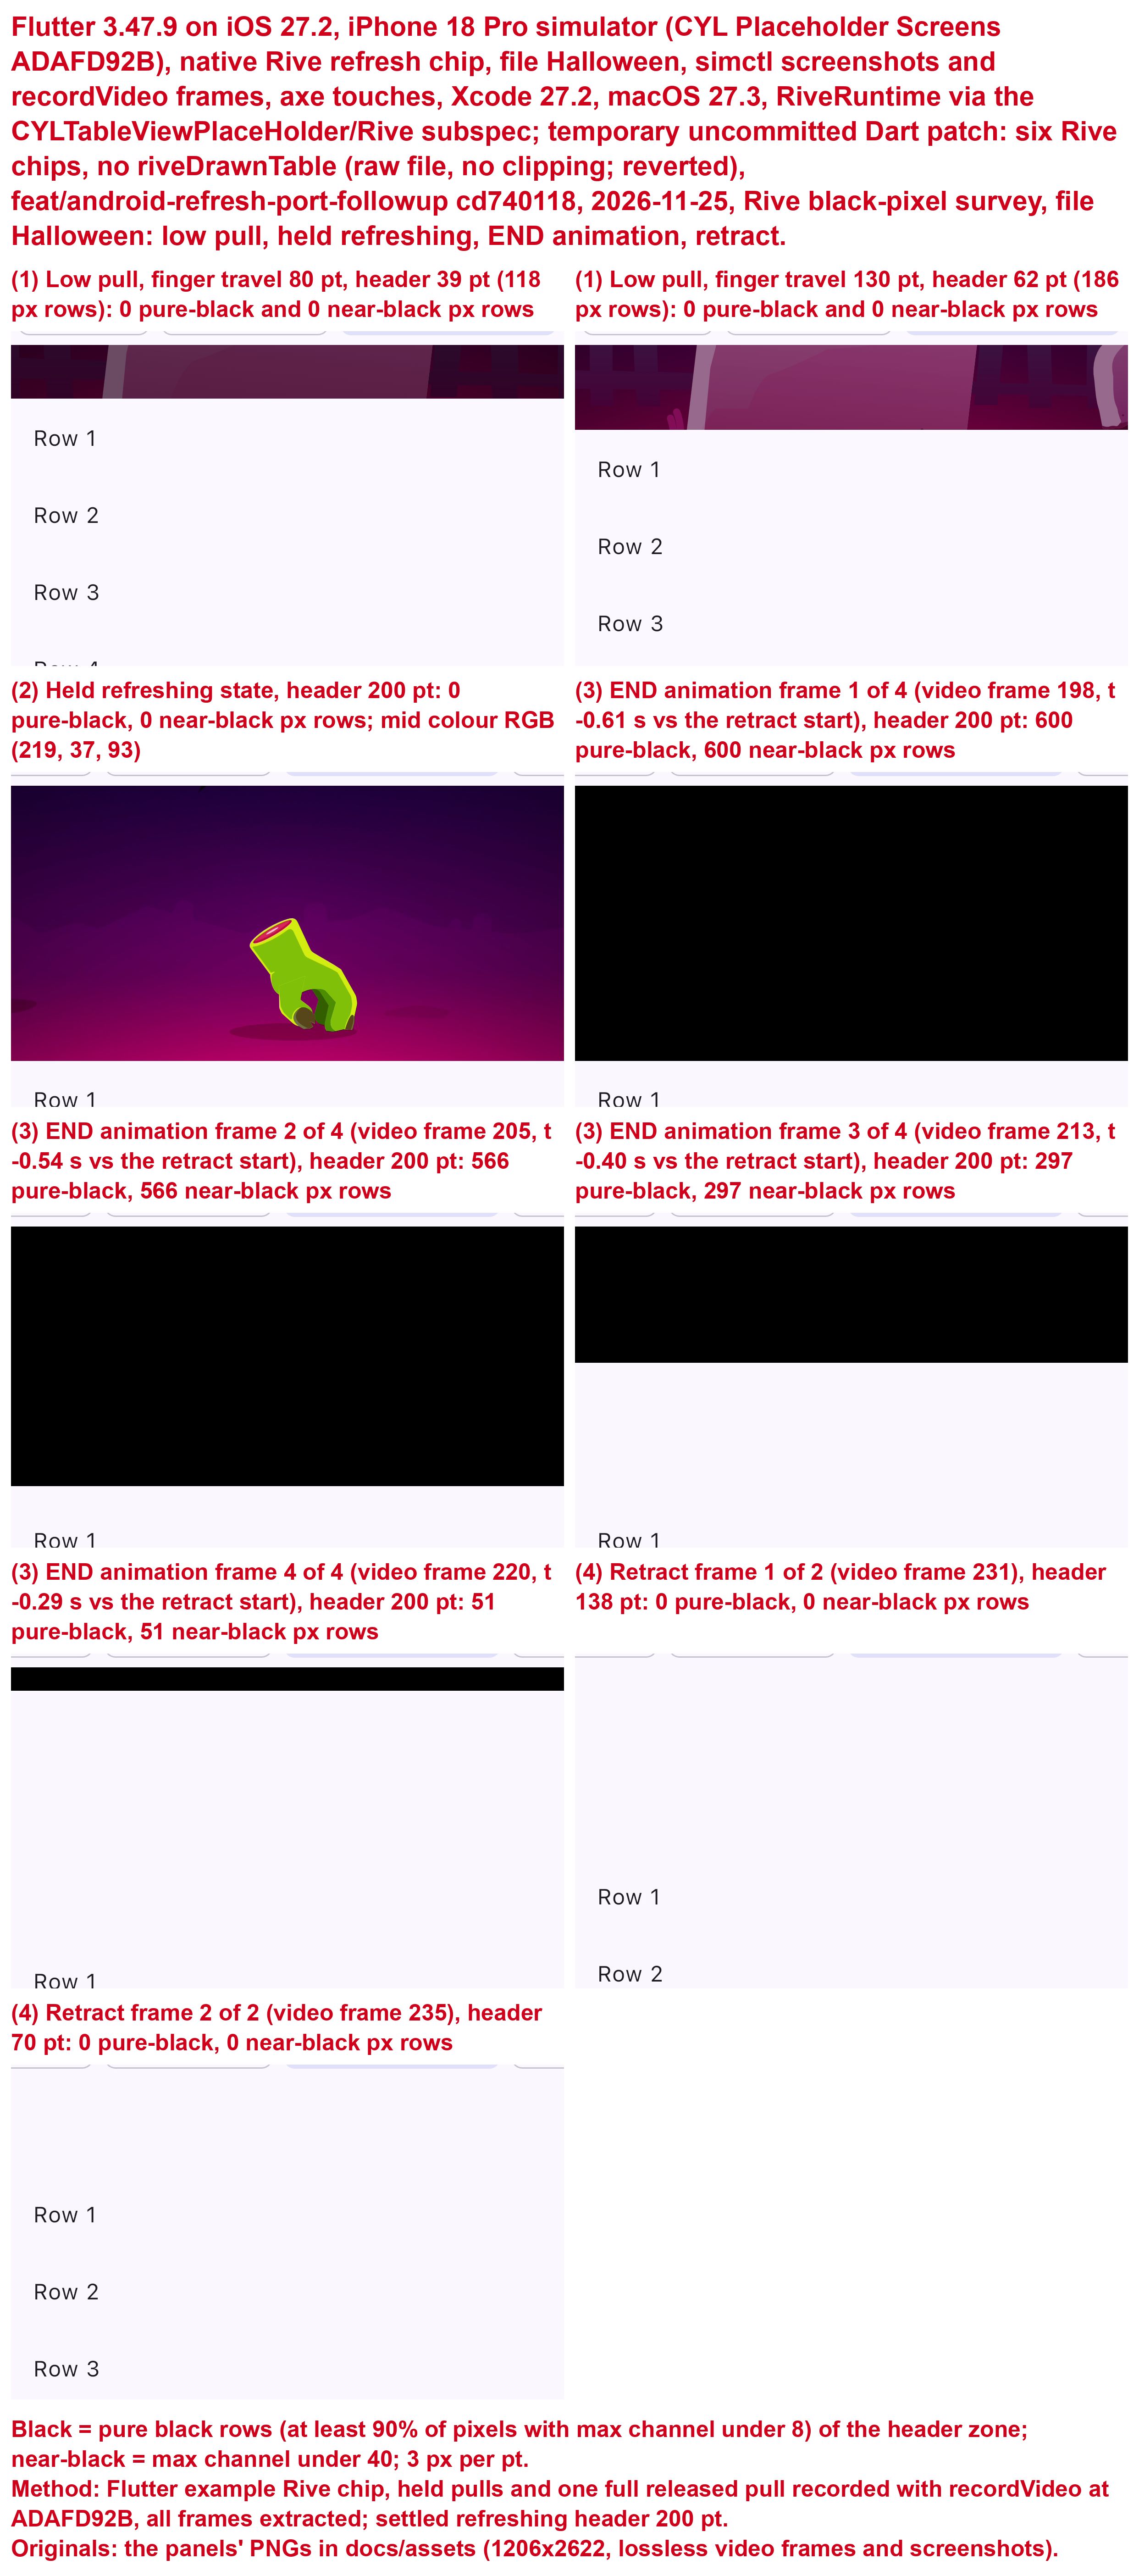 Flutter 3.47.9 on iOS 27.2, iPhone 18 Pro simulator (CYL Placeholder Screens
ADAFD92B), native Rive refresh chip, file Halloween, simctl screenshots and
recordVideo frames, axe touches, Xcode 27.2, macOS 27.3, RiveRuntime via the
CYLTableViewPlaceHolder/Rive subspec; temporary uncommitted Dart patch: six Rive
chips, no riveDrawnTable (raw file, no clipping; reverted),
feat/android-refresh-port-followup cd740118, 2026-11-25, Rive black-pixel survey, file
Halloween: low pull, held refreshing, END animation, retract.
(1) Low pull, finger travel 80 pt, header 39 pt (118
px rows): 0 pure-black and 0 near-black px rows
Row 1
Row 2
Row 3
Row 4
(1) Low pull, finger travel 130 pt, header 62 pt (186
px rows): 0 pure-black and 0 near-black px rows
Row 1
Row 2
Row 3
(2) Held refreshing state, header 200 pt: 0
pure-black, 0 near-black px rows; mid colour RGB
(219, 37, 93)
Row 1
(3) END animation frame 1 of 4 (video frame 198, t
-0.61 s vs the retract start), header 200 pt: 600
pure-black, 600 near-black px rows
Row 1
(3) END animation frame 2 of 4 (video frame 205, t
-0.54 s vs the retract start), header 200 pt: 566
pure-black, 566 near-black px rows
Row 1
(3) END animation frame 3 of 4 (video frame 213, t
-0.40 s vs the retract start), header 200 pt: 297
pure-black, 297 near-black px rows
Row 1
(3) END animation frame 4 of 4 (video frame 220, t
-0.29 s vs the retract start), header 200 pt: 51
pure-black, 51 near-black px rows
Row 1
(4) Retract frame 1 of 2 (video frame 231), header
138 pt: 0 pure-black, 0 near-black px rows
Row 1
Row 2
(4) Retract frame 2 of 2 (video frame 235), header
70 pt: 0 pure-black, 0 near-black px rows
Row 1
Row 2
Row 3
Black = pure black rows (at least 90% of pixels with max channel under 8) of the header zone;
near-black = max channel under 40; 3 px per pt.
Method: Flutter example Rive chip, held pulls and one full released pull recorded with recordVideo at
ADAFD92B, all frames extracted; settled refreshing header 200 pt.
Originals: the panels' PNGs in docs/assets (1206x2622, lossless video frames and screenshots).